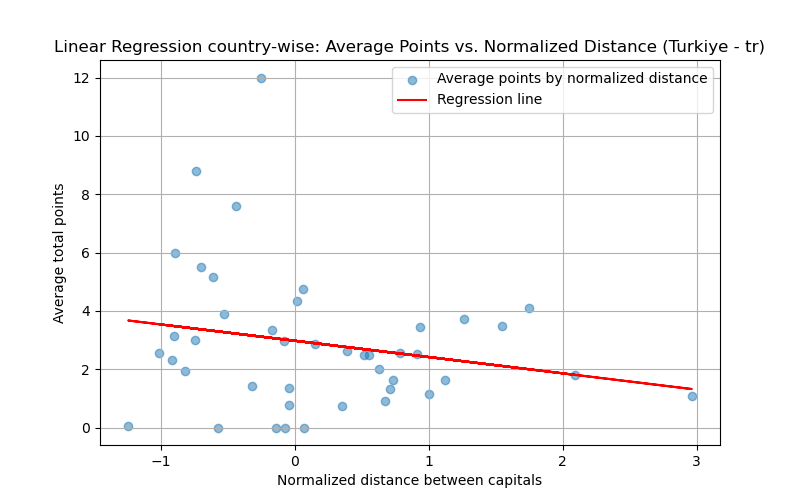 Linear Regression country-wise: Average Points vs. Normalized Distance (Turkiye - tr)
Average points by normalized distance
Regression line
12
10
8
6
4
2
0
Average total points
−1
0
1
2
3
Normalized distance between capitals